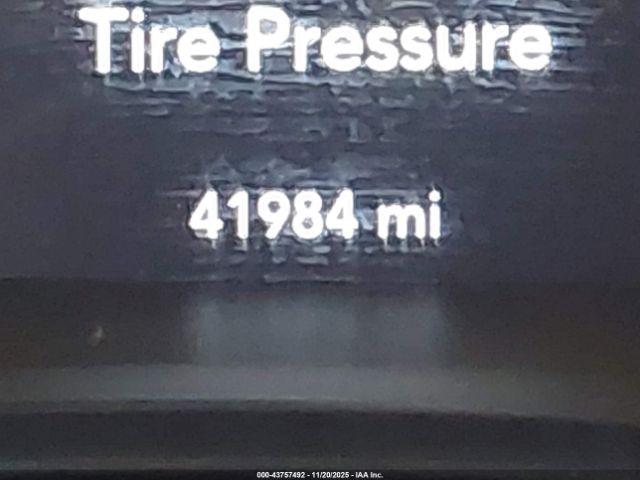 Tire Pressure
41984 mi
000-43757492 - 11/20/2025 - IAA Inc.